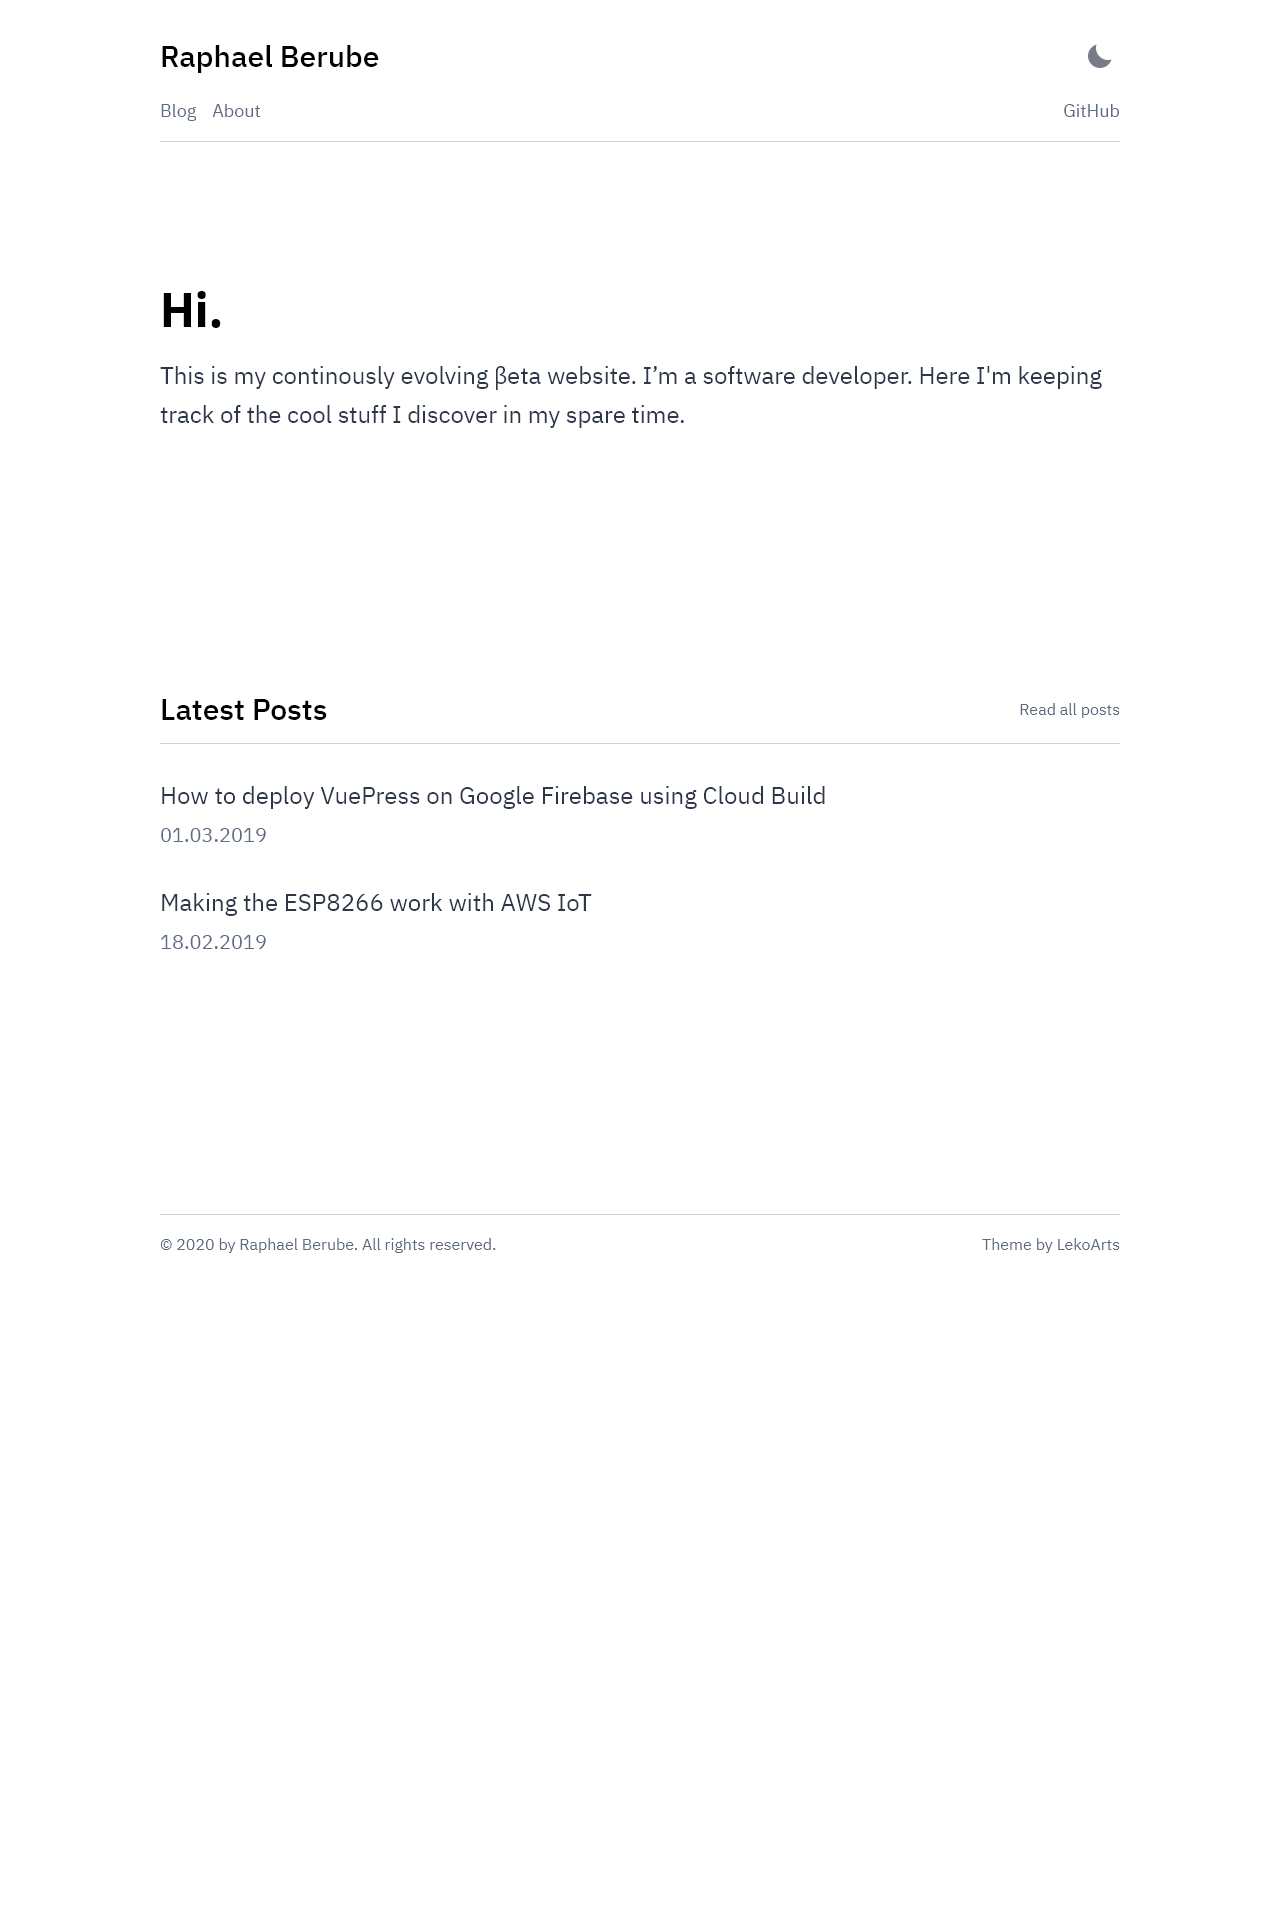 Raphael Berube
Blog About GitHub
Hi.
This is my continously evolving βeta website. I’m a software developer. Here I'm keeping
track of the cool stuff I discover in my spare time.
Latest Posts Read all posts
How to deploy VuePress on Google Firebase using Cloud Build
01.03.2019
Making the ESP8266 work with AWS IoT
18.02.2019
© 2020 by Raphael Berube. All rights reserved. Theme by LekoArts